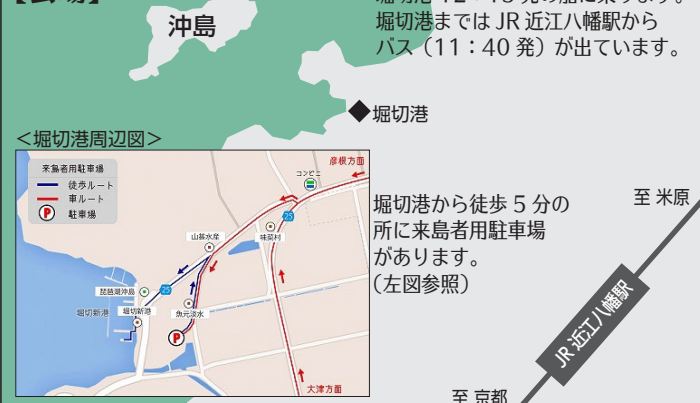 沖島
バス（11：40 発）が出ています。
堀切港までは JR 近江八幡駅から
◆堀切港
＜堀切港周辺図＞
来島者用駐車場
徒歩ルート
車ルート
P 駐車場
彦根方面
コンビニ
25
味菜村
山甚水産
25
琵琶湖沖島
堀切新港
堀切新港
魚元淡水
P
大津方面
堀切港から徒歩 5 分の
所に来島者用駐車場
があります。
（左図参照）
至 米原
JR 近江八幡駅
至 京都